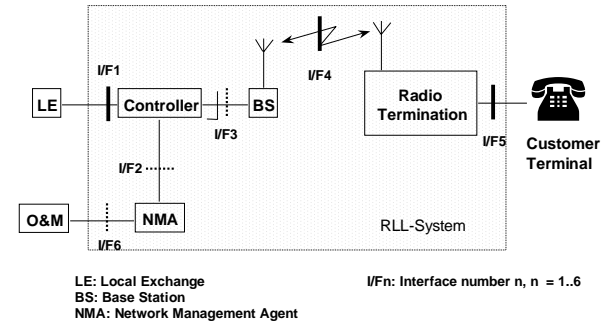 I/F1
I/F4
LE
Controller
BS
Radio
Termination
I/F3
I/F5
Customer
Terminal
I/F2
O&M
NMA
I/F6
RLL-System
LE: Local Exchange
BS: Base Station
NMA: Network Management Agent
I/Fn: Interface number n, n = 1..6